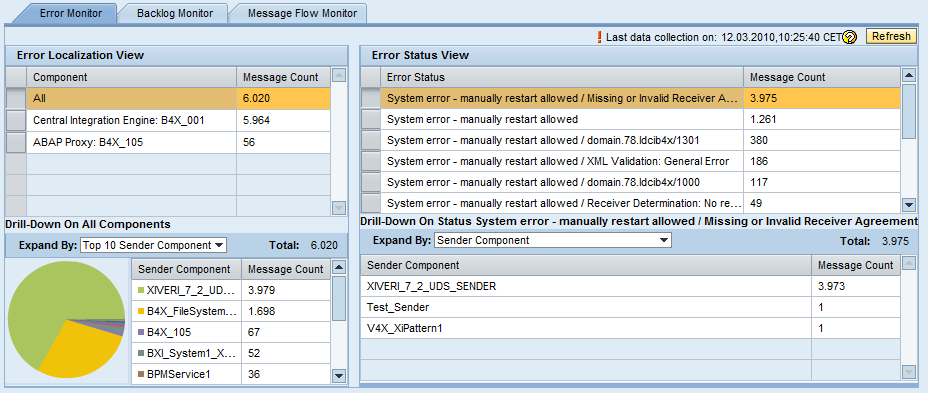 Error Monitor Backlog Monitor Message Flow Monitor
! Last data collection on: 12.03.2010,10:25:40 CET Refresh
Error Localization View
Component Message Count
All 6.020
Central Integration Engine: B4X_001 5.964
ABAP Proxy: B4X_105 56
Drill-Down On All Components
Expand By: Top 10 Sender Component Total: 6.020
Sender Component Message Count
XIVERI_7_2_UD... 3.979
B4X_FileSystem... 1.698
B4X_105 67
BXI_System1_X... 52
BPMService1 36
Error Status View
Error Status Message Count
System error - manually restart allowed / Missing or Invalid Receiver A... 3.975
System error - manually restart allowed 1.261
System error - manually restart allowed / domain.78.ldcib4x/1301 380
System error - manually restart allowed / XML Validation: General Error 186
System error - manually restart allowed / domain.78.ldcib4x/1000 117
System error - manually restart allowed / Receiver Determination: No re... 49
Drill-Down On Status System error - manually restart allowed / Missing or Invalid Receiver Agreement
Expand By: Sender Component Total: 3.975
Sender Component Message Count
XIVERI_7_2_UDS_SENDER 3.973
Test_Sender 1
V4X_XiPattern1 1